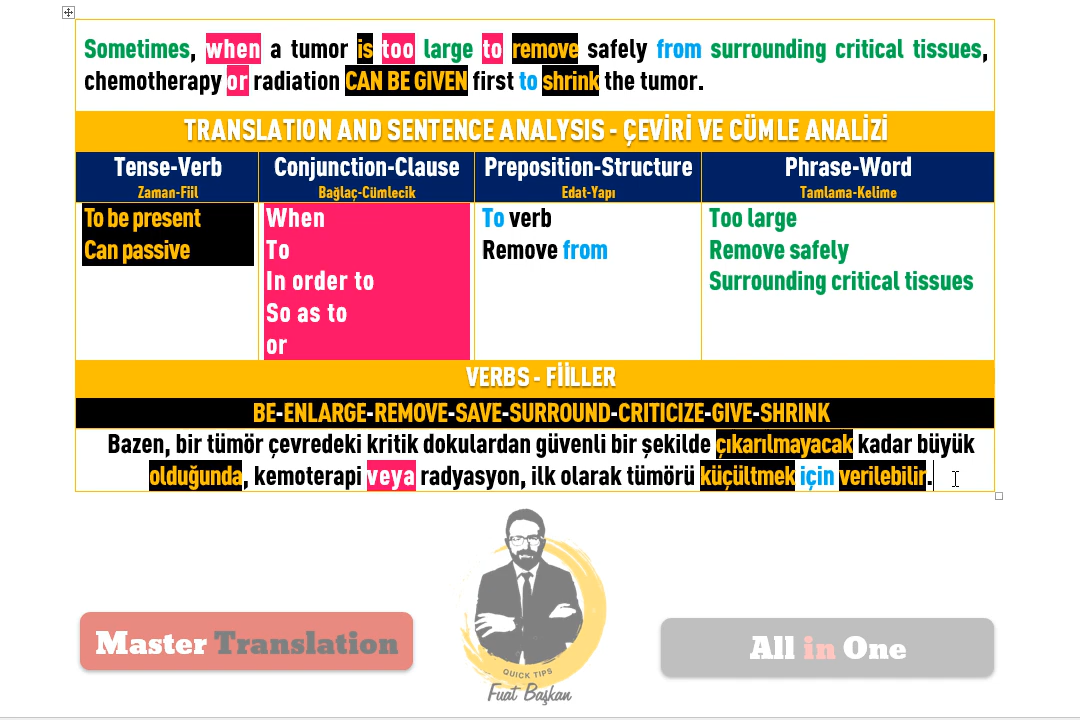 Sometimes, when a tumor is too large to remove safely from surrounding critical tissues,
chemotherapy or radiation CAN BE GIVEN first to shrink the tumor.
TRANSLATION AND SENTENCE ANALYSIS - ÇEVİRİ VE CÜMLE ANALİZİ
Tense-Verb Conjunction-Clause Preposition-Structure Phrase-Word
Zaman-Fiil Bağlaç-Cümlecik Edat-Yapı Tamlama-Kelime
To be present When To verb Too large
Can passive To Remove from Remove safely
In order to Surrounding critical tissues
So as to
or
VERBS - FİİLLER
BE-ENLARGE-REMOVE-SAVE-SURROUND-CRITICIZE-GIVE-SHRINK
Bazen, bir tümör çevredeki kritik dokulardan güvenli bir şekilde çıkarılmayacak kadar büyük
olduğunda, kemoterapi veya radyasyon, ilk olarak tümörü küçültmek için verilebilir.
Master Translation
QUICK TIPS
Fuat Başkan
All in One